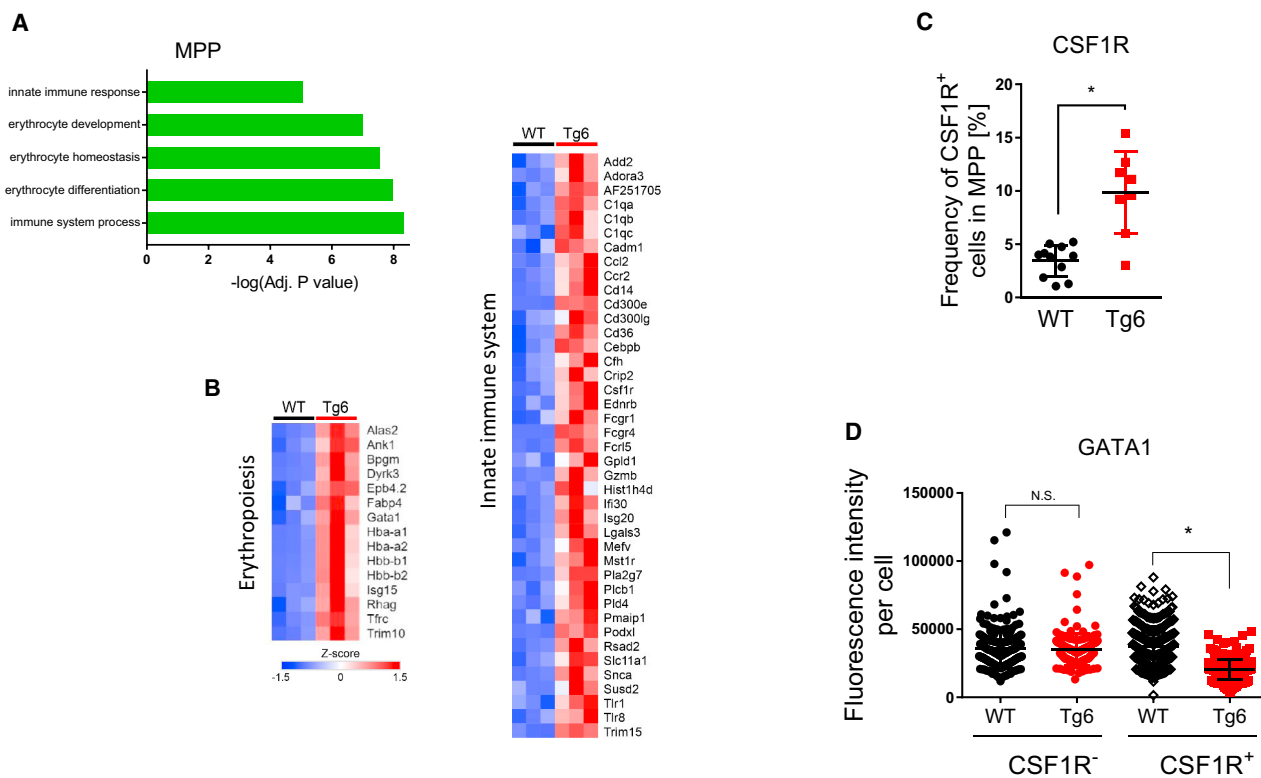 A
MPP
innate immune response
erythrocyte development
erythrocyte homeostasis
erythrocyte differentiation
immune system process
0 2 4 6 8
-log(Adj. P value)
B
WT Tg6
Erythropoiesis
Alas2
Ank1
Bpgm
Dyrk3
Epb4.2
Fabp4
Gata1
Hba-a1
Hba-a2
Hbb-b1
Hbb-b2
Isg15
Rhag
Tfrc
Trim10
Z-score
-1.5 0 1.5
WT Tg6
Innate immune system
Add2
Adora3
AF251705
C1qa
C1qb
C1qc
Cadm1
Ccl2
Ccr2
Cd14
Cd300e
Cd300lg
Cd36
Cebpb
Cfh
Crip2
Csf1r
Ednrb
Fcgr1
Fcgr4
Fcrl5
Gpld1
Gzmb
Hist1h4d
Ifi30
Isg20
Lgals3
Mefv
Mst1r
Pla2g7
Plcb1
Pld4
Pmaip1
Podxl
Rsad2
Slc11a1
Snca
Susd2
Tlr1
Tlr8
Trim15
C
CSF1R
Frequency of CSF1R+
cells in MPP [%]
20
15
10
5
0
*
WT Tg6
D
GATA1
Fluorescence intensity
per cell
150000
100000
50000
0
N.S.
*
WT Tg6 WT Tg6
CSF1R- CSF1R+